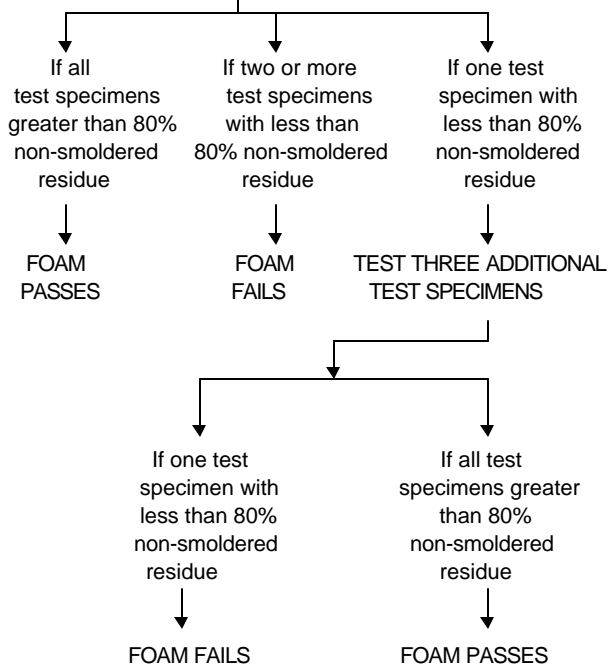 If all
test specimens
greater than 80%
non-smoldered
residue
FOAM
PASSES
If two or more
test specimens
with less than
80% non-smoldered
residue
FOAM
FAILS
If one test
specimen with
less than 80%
non-smoldered
residue
TEST THREE ADDITIONAL
TEST SPECIMENS
If one test
specimen with
less than 80%
non-smoldered
residue
FOAM FAILS
If all test
specimens greater
than 80%
non-smoldered
residue
FOAM PASSES